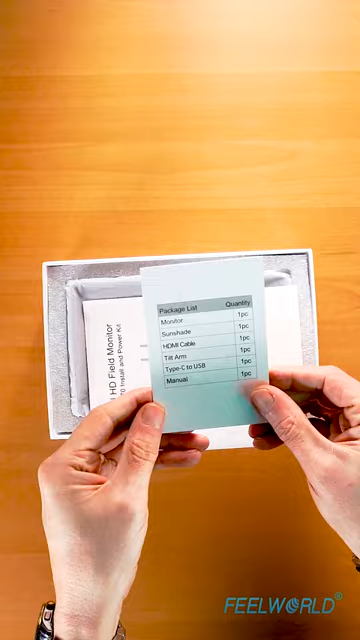 Package List Quantity
Monitor 1pc
Sunshade 1pc
HDMI Cable 1pc
Tilt Arm 1pc
Type-C to USB 1pc
Manual 1pc
HD Field Monitor
Install and Power Kit
FEELWORLD®